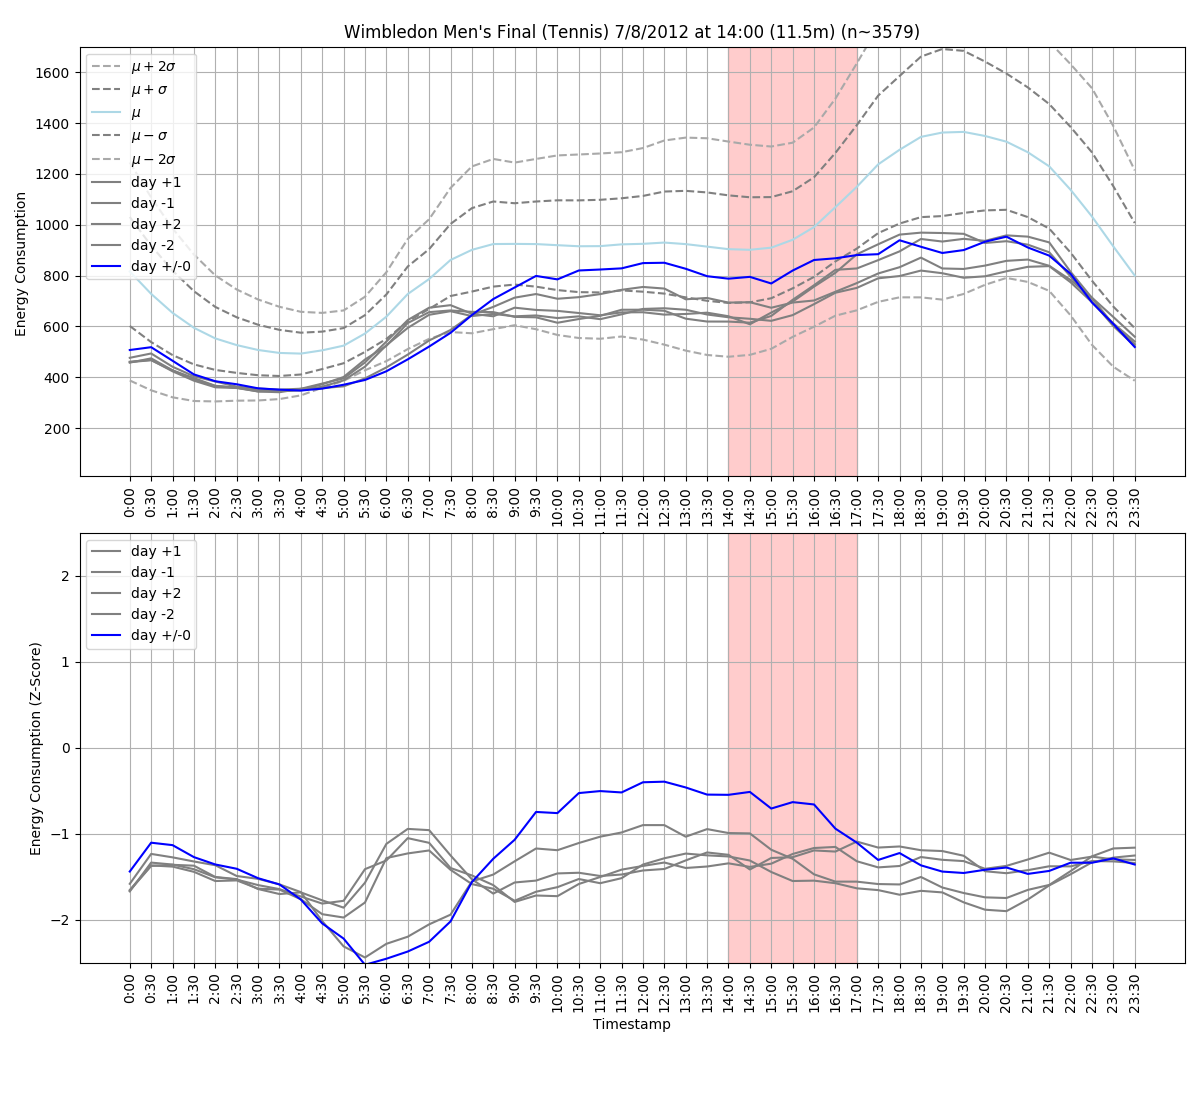 Wimbledon Men's Final (Tennis) 7/8/2012 at 14:00 (11.5m) (n~3579)
Energy Consumption
1600
1400
1200
1000
800
600
400
200
μ + 2σ
μ + σ
μ
μ − σ
μ − 2σ
day +1
day -1
day +2
day -2
day +/-0
0:00 0:30 1:00 1:30 2:00 2:30 3:00 3:30 4:00 4:30 5:00 5:30 6:00 6:30 7:00 7:30 8:00 8:30 9:00 9:30 10:00 10:30 11:00 11:30 12:00 12:30 13:00 13:30 14:00 14:30 15:00 15:30 16:00 16:30 17:00 17:30 18:00 18:30 19:00 19:30 20:00 20:30 21:00 21:30 22:00 22:30 23:00 23:30
Energy Consumption (Z-Score)
2
1
0
−1
−2
day +1
day -1
day +2
day -2
day +/-0
0:00 0:30 1:00 1:30 2:00 2:30 3:00 3:30 4:00 4:30 5:00 5:30 6:00 6:30 7:00 7:30 8:00 8:30 9:00 9:30 10:00 10:30 11:00 11:30 12:00 12:30 13:00 13:30 14:00 14:30 15:00 15:30 16:00 16:30 17:00 17:30 18:00 18:30 19:00 19:30 20:00 20:30 21:00 21:30 22:00 22:30 23:00 23:30
Timestamp